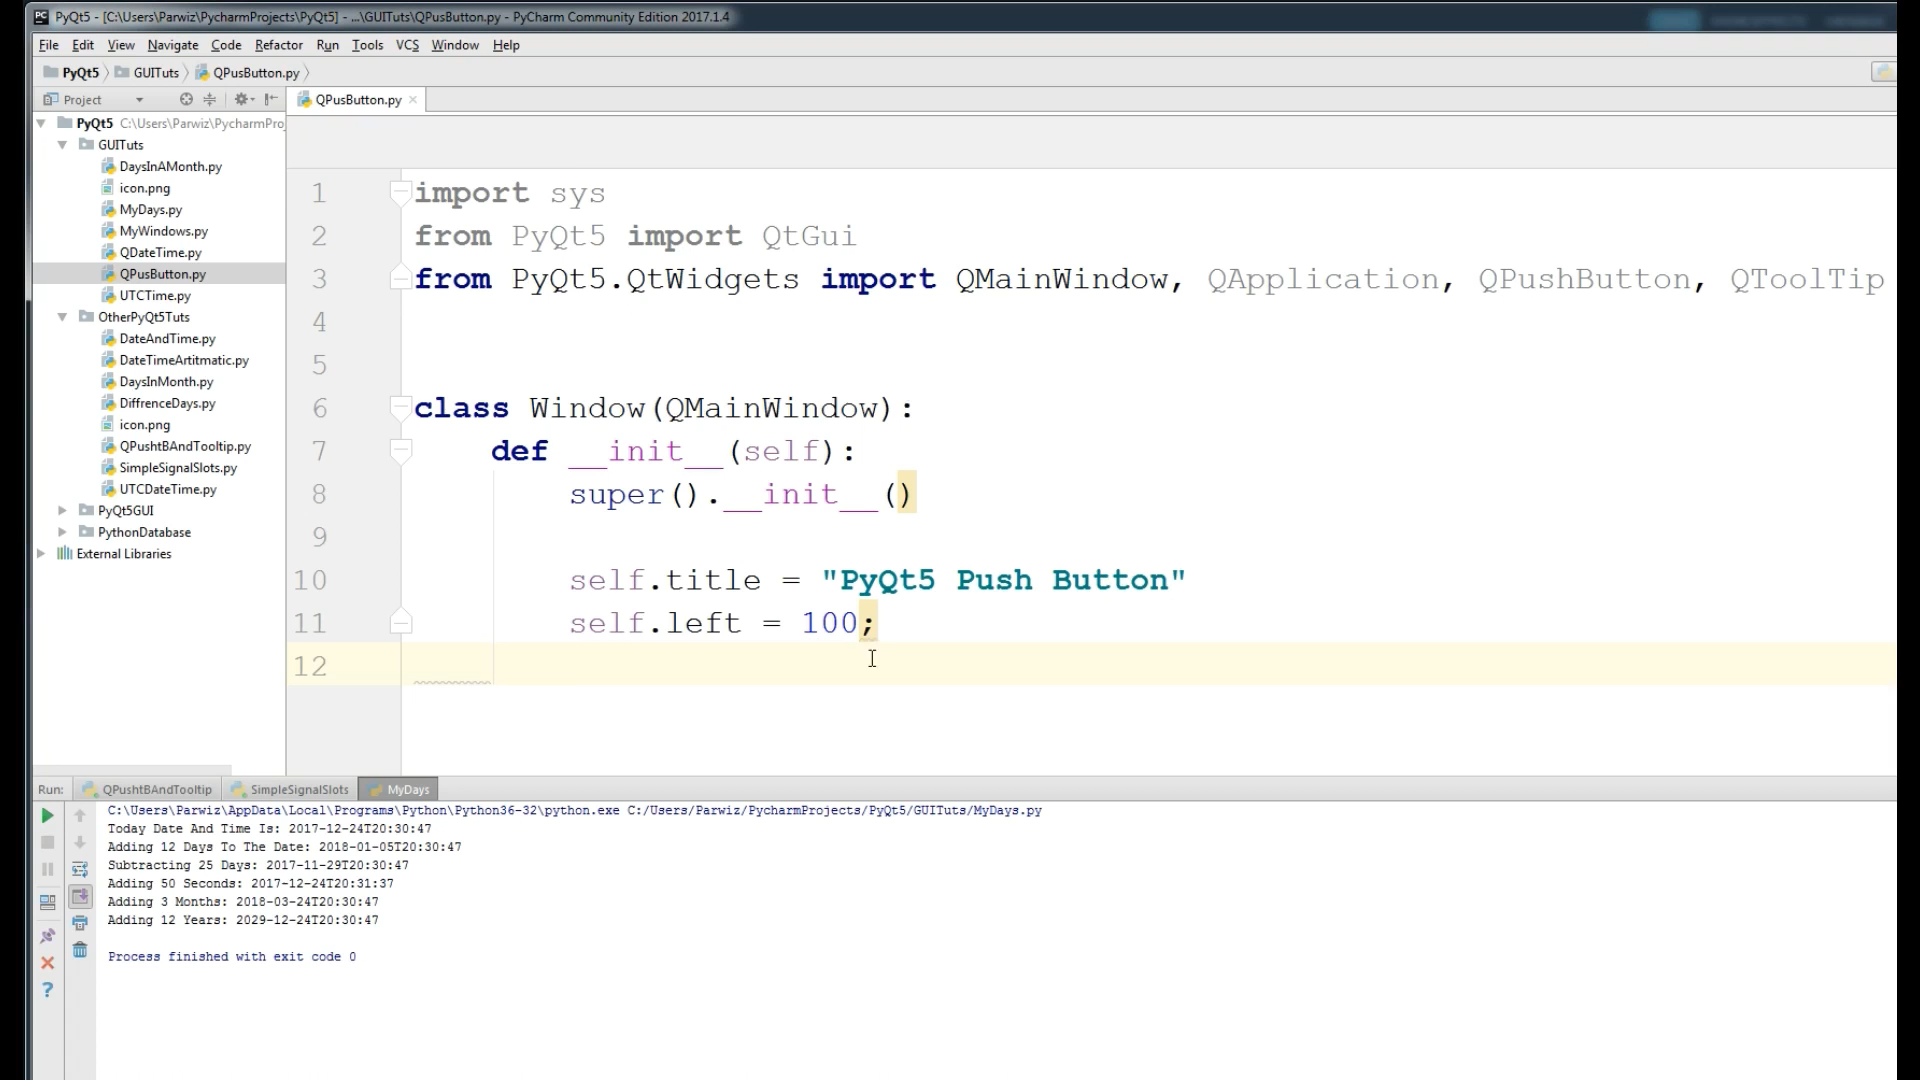 PyQt5 - [C:\Users\Parwiz\PycharmProjects\PyQt5] - ...\GUITuts\QPusButton.py - PyCharm Community Edition 2017.1.4
File Edit View Navigate Code Refactor Run Tools VCS Window Help
PyQt5 GUITuts QPusButton.py
Project
QPusButton.py
PyQt5 C:\Users\Parwiz\PycharmPro
GUITuts
DaysInAMonth.py
icon.png
MyDays.py
MyWindows.py
QDateTime.py
QPusButton.py
UTCTime.py
OtherPyQt5Tuts
DateAndTime.py
DateTimeArtitmatic.py
DaysInMonth.py
DiffrenceDays.py
icon.png
QPushtBAndTooltip.py
SimpleSignalSlots.py
UTCDateTime.py
PyQt5GUI
PythonDatabase
External Libraries
1 import sys
2 from PyQt5 import QtGui
3 from PyQt5.QtWidgets import QMainWindow, QApplication, QPushButton, QToolTip
4
5
6 class Window(QMainWindow):
7 def __init__(self):
8 super().__init__()
9
10 self.title = "PyQt5 Push Button"
11 self.left = 100;
12
Run: QPushtBAndTooltip SimpleSignalSlots MyDays
C:\Users\Parwiz\AppData\Local\Programs\Python\Python36-32\python.exe C:/Users/Parwiz/PycharmProjects/PyQt5/GUITuts/MyDays.py
Today Date And Time Is: 2017-12-24T20:30:47
Adding 12 Days To The Date: 2018-01-05T20:30:47
Subtracting 25 Days: 2017-11-29T20:30:47
Adding 50 Seconds: 2017-12-24T20:31:37
Adding 3 Months: 2018-03-24T20:30:47
Adding 12 Years: 2029-12-24T20:30:47
Process finished with exit code 0